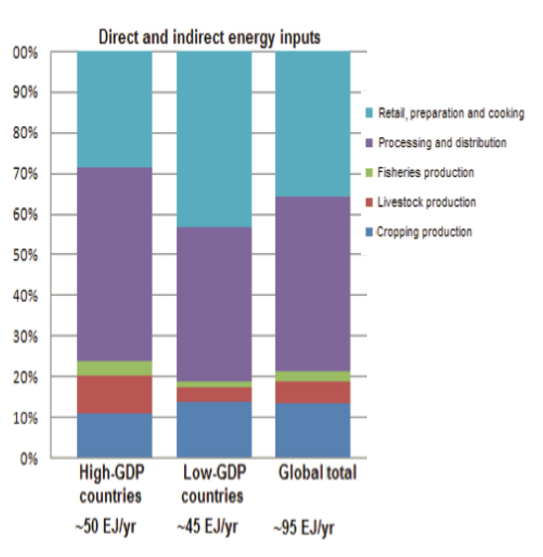 Direct and indirect energy inputs
00%
90%
80%
70%
60%
50%
40%
30%
20%
10%
0%
Retail, preparation and cooking
Processing and distribution
Fisheries production
Livestock production
Cropping production
High-GDP countries
Low-GDP countries
Global total
~50 EJ/yr
~45 EJ/yr
~95 EJ/yr